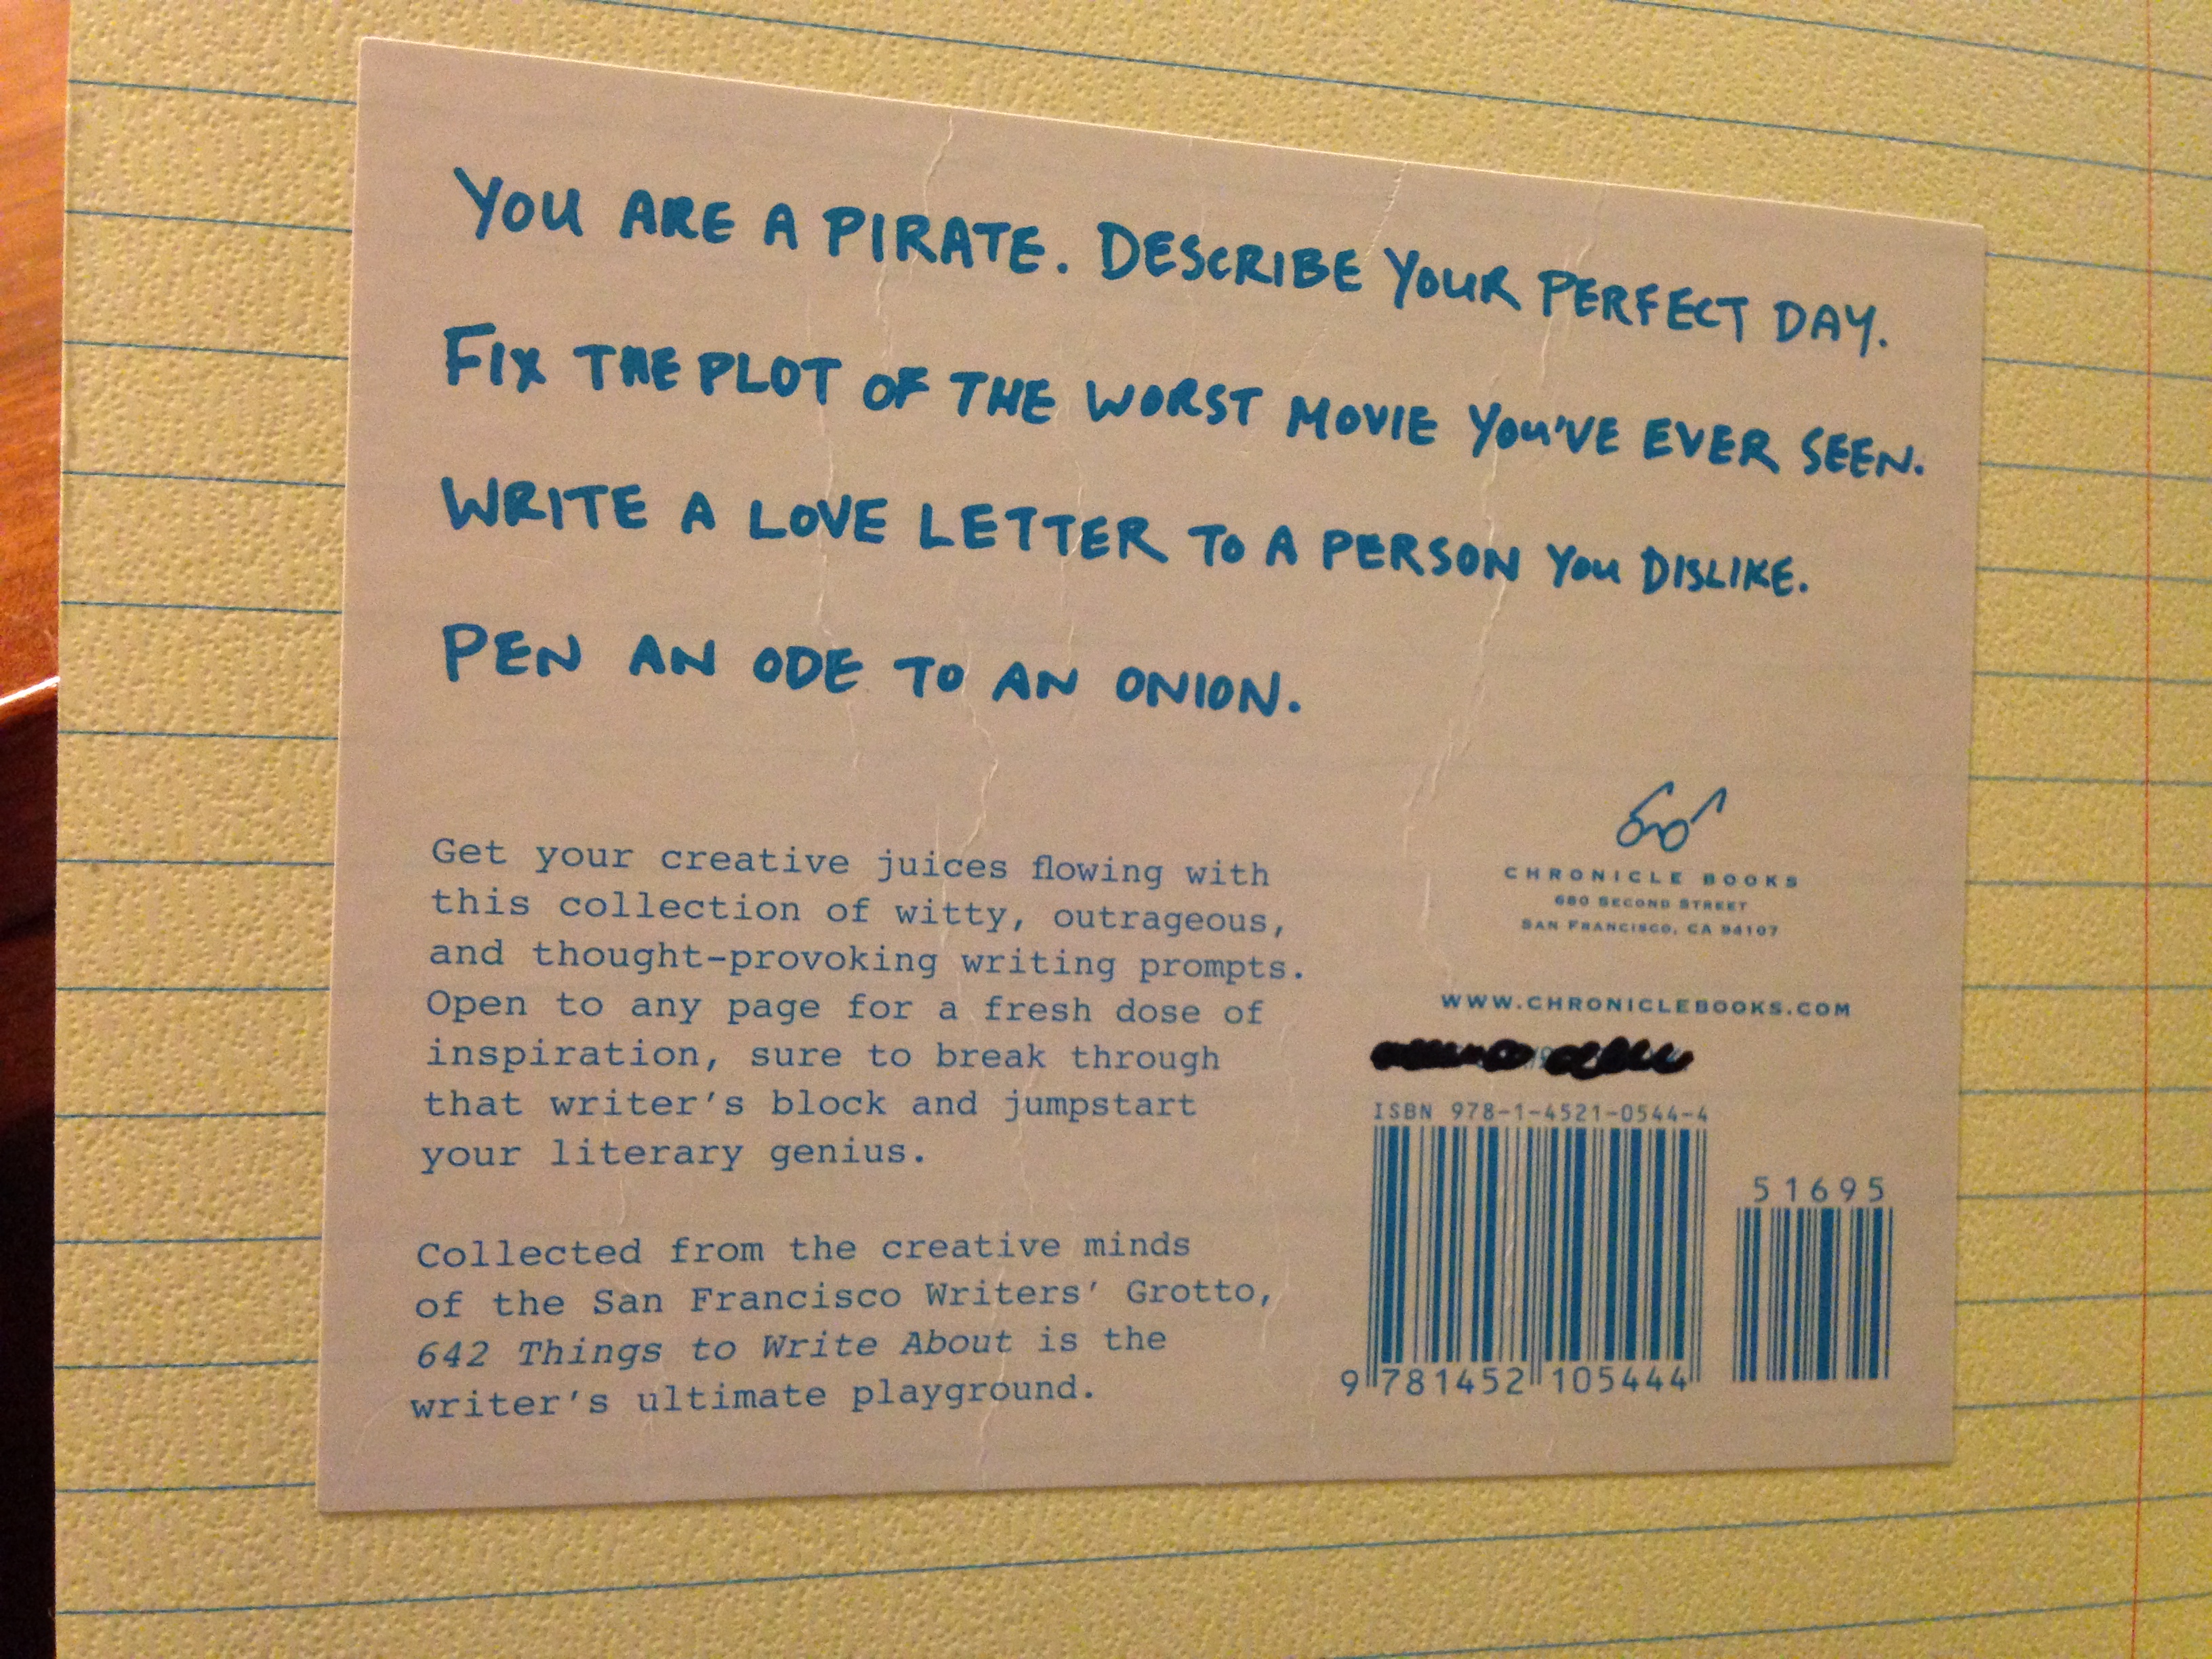 YOU ARE A PIRATE. DESCRIBE YOUR PERFECT DAY.
FIX THE PLOT OF THE WORST MOVIE YOU'VE EVER SEEN.
WRITE A LOVE LETTER TO A PERSON YOU DISLIKE.
PEN AN ODE TO AN ONION.
Get your creative juices flowing with
this collection of witty, outrageous,
and thought-provoking writing prompts.
Open to any page for a fresh dose of
inspiration, sure to break through
that writer's block and jumpstart
your literary genius.
Collected from the creative minds
of the San Francisco Writers' Grotto,
642 Things to Write About is the
writer's ultimate playground.
CHRONICLE BOOKS
680 SECOND STREET
SAN FRANCISCO, CA 94107
WWW.CHRONICLEBOOKS.COM
ISBN 978-1-4521-0544-4
51695
9 781452 105444